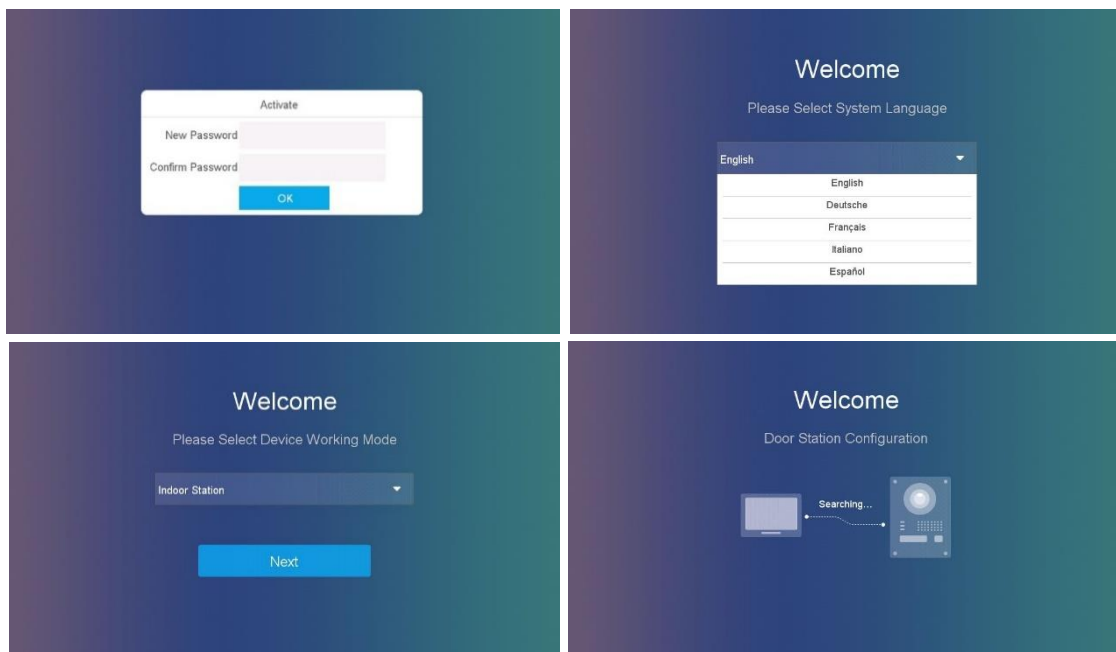 Activate
New Password
Confirm Password
OK
Welcome
Please Select System Language
English
English
Deutsche
Français
Italiano
Español
Welcome
Please Select Device Working Mode
Indoor Station
Next
Welcome
Door Station Configuration
Searching...